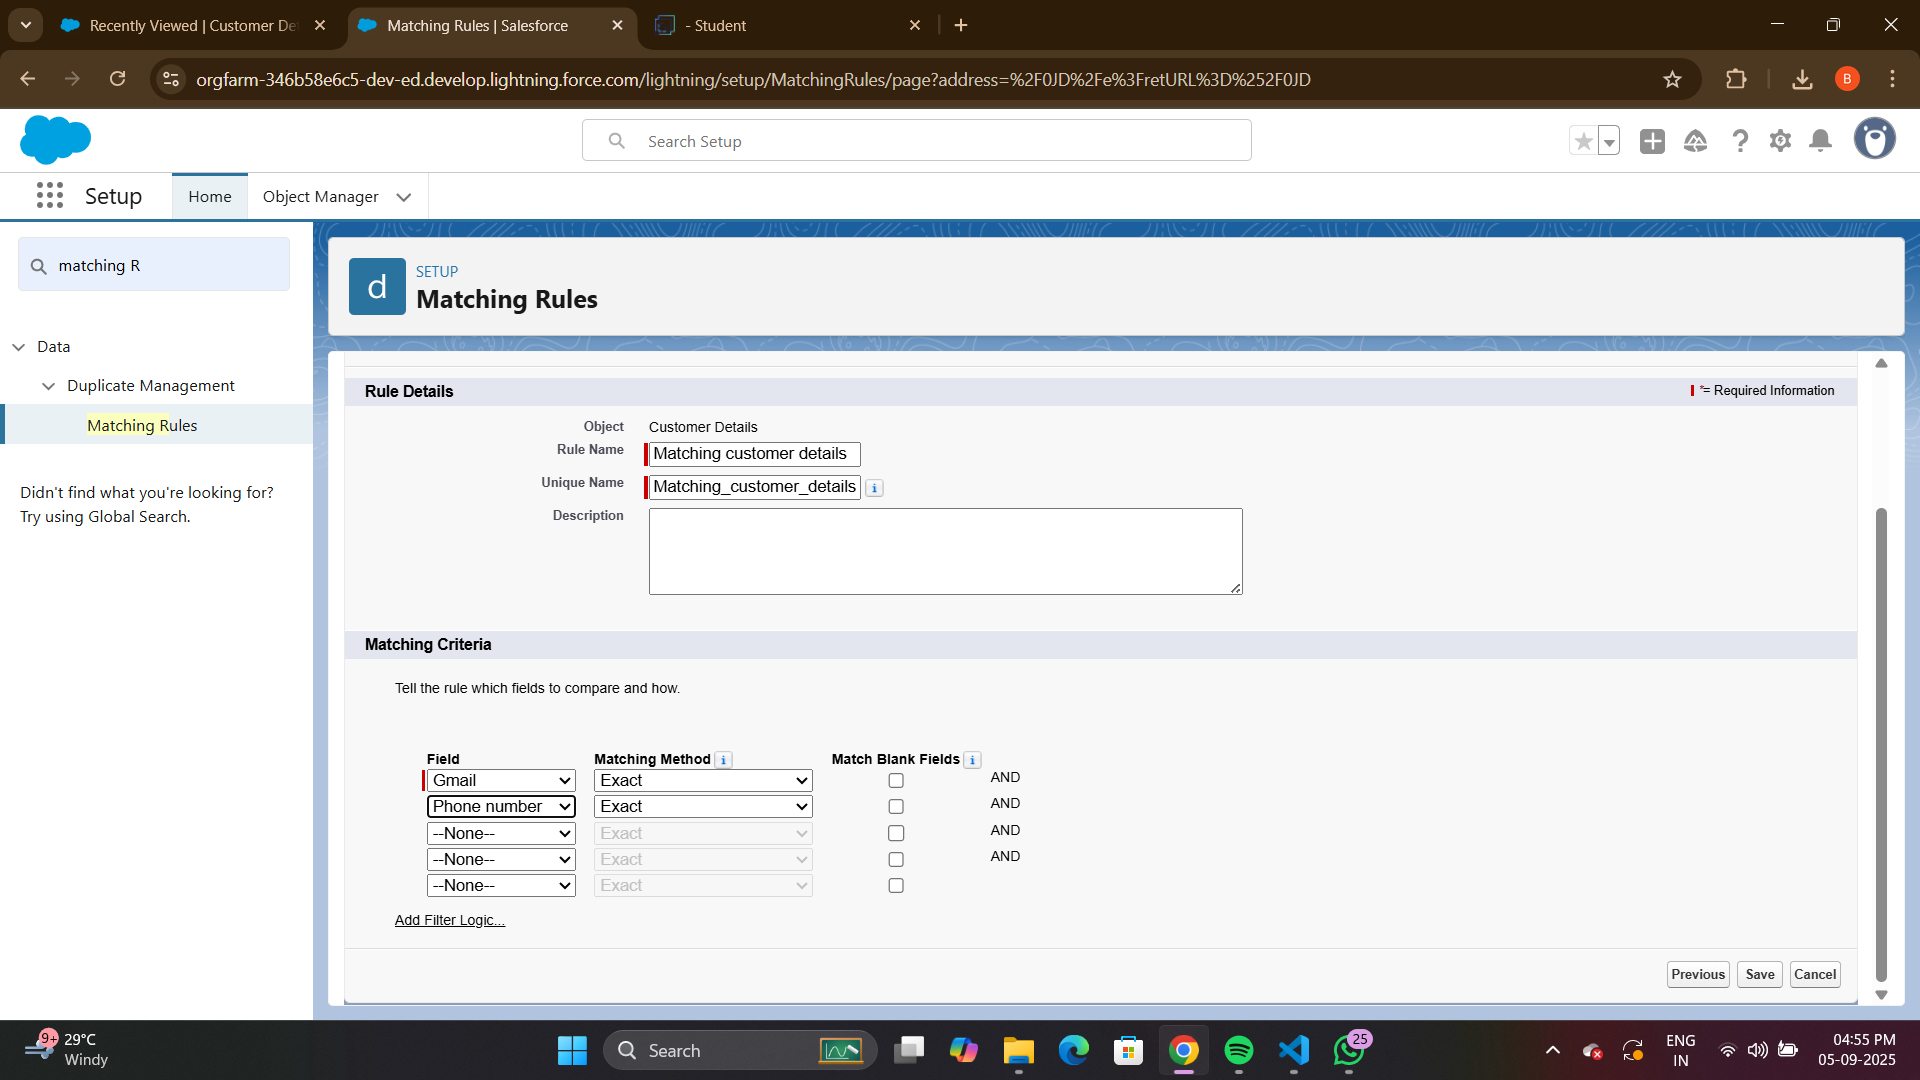 Recently Viewed | Customer De
Matching Rules | Salesforce
- Student
orgfarm-346b58e6c5-dev-ed.develop.lightning.force.com/lightning/setup/MatchingRules/page?address=%2F0JD%2Fe%3FretURL%3D%252F0JD
B
Search Setup
Setup
Home
Object Manager
matching R
Data
Duplicate Management
Matching Rules
Didn't find what you're looking for?
Try using Global Search.
d
SETUP
Matching Rules
Rule Details
*= Required Information
Object Customer Details
Rule Name Matching customer details
Unique Name Matching_customer_details i
Description
Matching Criteria
Tell the rule which fields to compare and how.
Field Matching Method i Match Blank Fields i
Gmail Exact AND
Phone number Exact AND
--None-- Exact AND
--None-- Exact AND
--None-- Exact
Add Filter Logic...
Previous Save Cancel
9+ 29°C
Windy
Search
25
ENG
IN
04:55 PM
05-09-2025